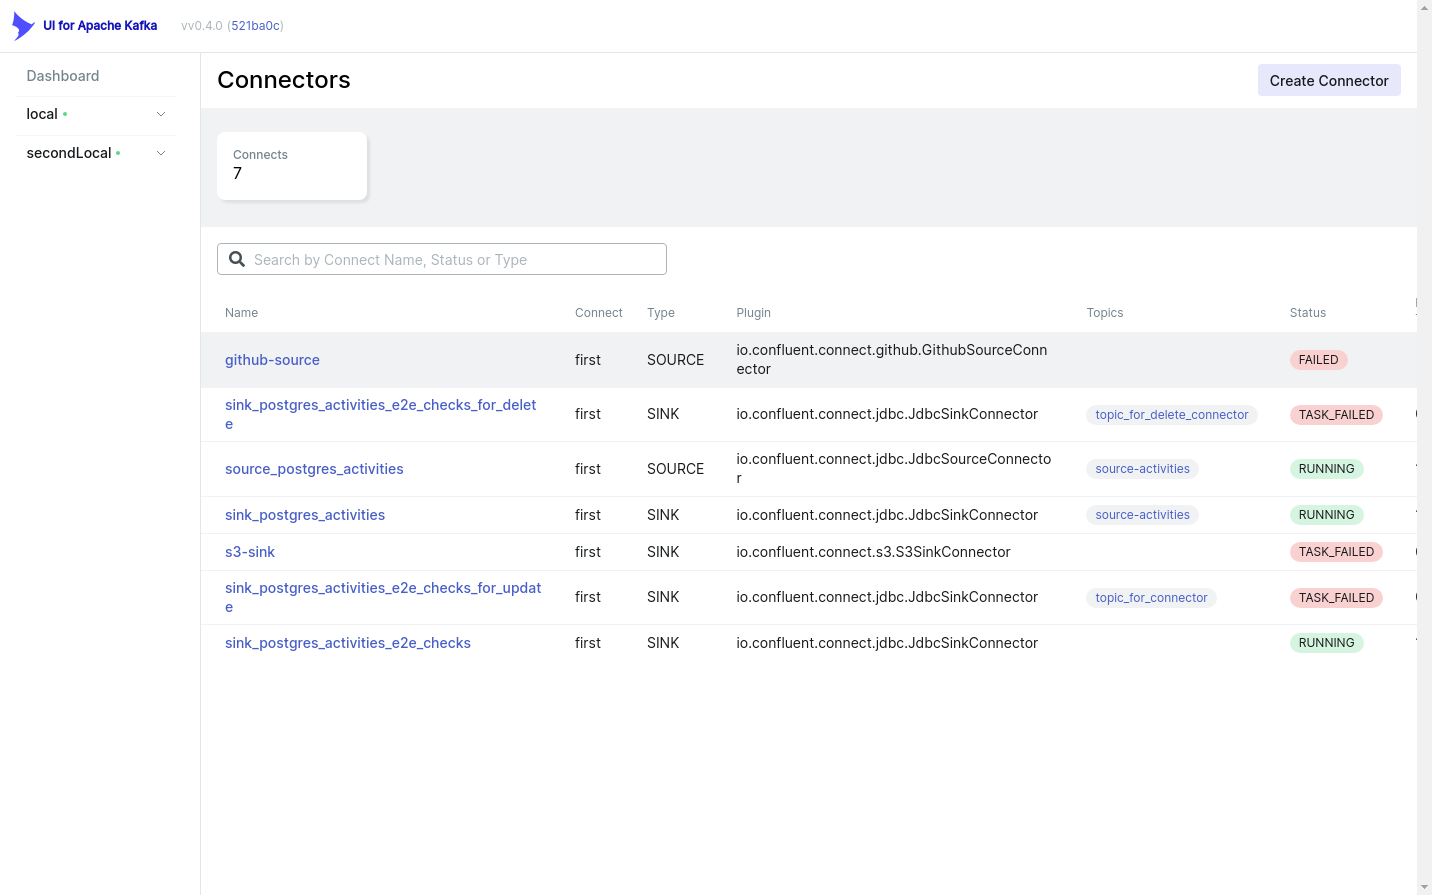 UI for Apache Kafka vv0.4.0 (521ba0c)
Dashboard
local
secondLocal
Connectors
Create Connector
Connects
7
Search by Connect Name, Status or Type
Name Connect Type Plugin Topics Status
github-source first SOURCE io.confluent.connect.github.GithubSourceConn
ector FAILED
sink_postgres_activities_e2e_checks_for_delet
e first SINK io.confluent.connect.jdbc.JdbcSinkConnector topic_for_delete_connector TASK_FAILED
source_postgres_activities first SOURCE io.confluent.connect.jdbc.JdbcSourceConnecto
r source-activities RUNNING
sink_postgres_activities first SINK io.confluent.connect.jdbc.JdbcSinkConnector source-activities RUNNING
s3-sink first SINK io.confluent.connect.s3.S3SinkConnector TASK_FAILED
sink_postgres_activities_e2e_checks_for_updat
e first SINK io.confluent.connect.jdbc.JdbcSinkConnector topic_for_connector TASK_FAILED
sink_postgres_activities_e2e_checks first SINK io.confluent.connect.jdbc.JdbcSinkConnector RUNNING